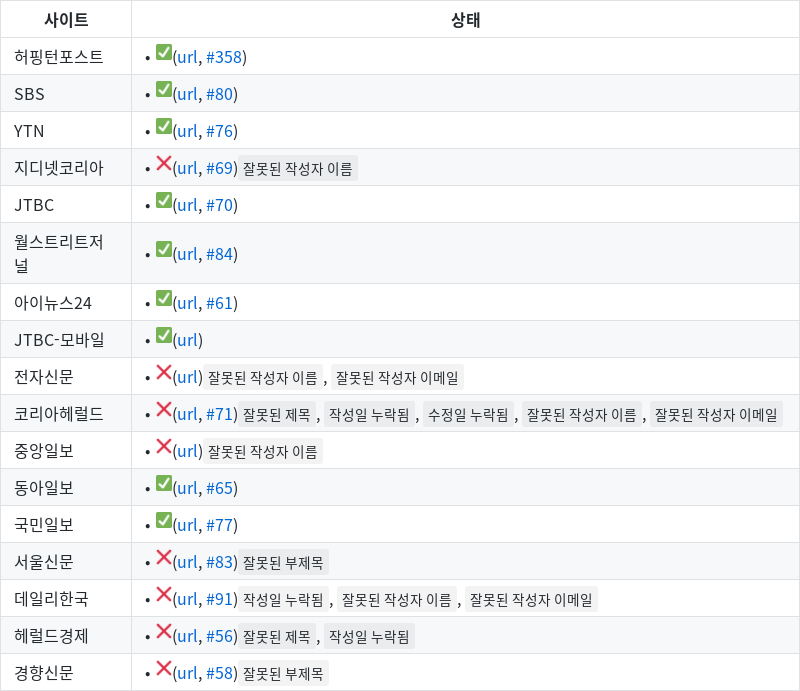 사이트 상태
허핑턴포스트 • ✅(url, #358)
SBS • ✅(url, #80)
YTN • ✅(url, #76)
지디넷코리아 • ❌(url, #69) 잘못된 작성자 이름
JTBC • ✅(url, #70)
월스트리트저
널 • ✅(url, #84)
아이뉴스24 • ✅(url, #61)
JTBC-모바일 • ✅(url)
전자신문 • ❌(url) 잘못된 작성자 이름 , 잘못된 작성자 이메일
코리아헤럴드 • ❌(url, #71) 잘못된 제목 , 작성일 누락됨 , 수정일 누락됨 , 잘못된 작성자 이름 , 잘못된 작성자 이메일
중앙일보 • ❌(url) 잘못된 작성자 이름
동아일보 • ✅(url, #65)
국민일보 • ✅(url, #77)
서울신문 • ❌(url, #83) 잘못된 부제목
데일리한국 • ❌(url, #91) 작성일 누락됨 , 잘못된 작성자 이름 , 잘못된 작성자 이메일
헤럴드경제 • ❌(url, #56) 잘못된 제목 , 작성일 누락됨
경향신문 • ❌(url, #58) 잘못된 부제목